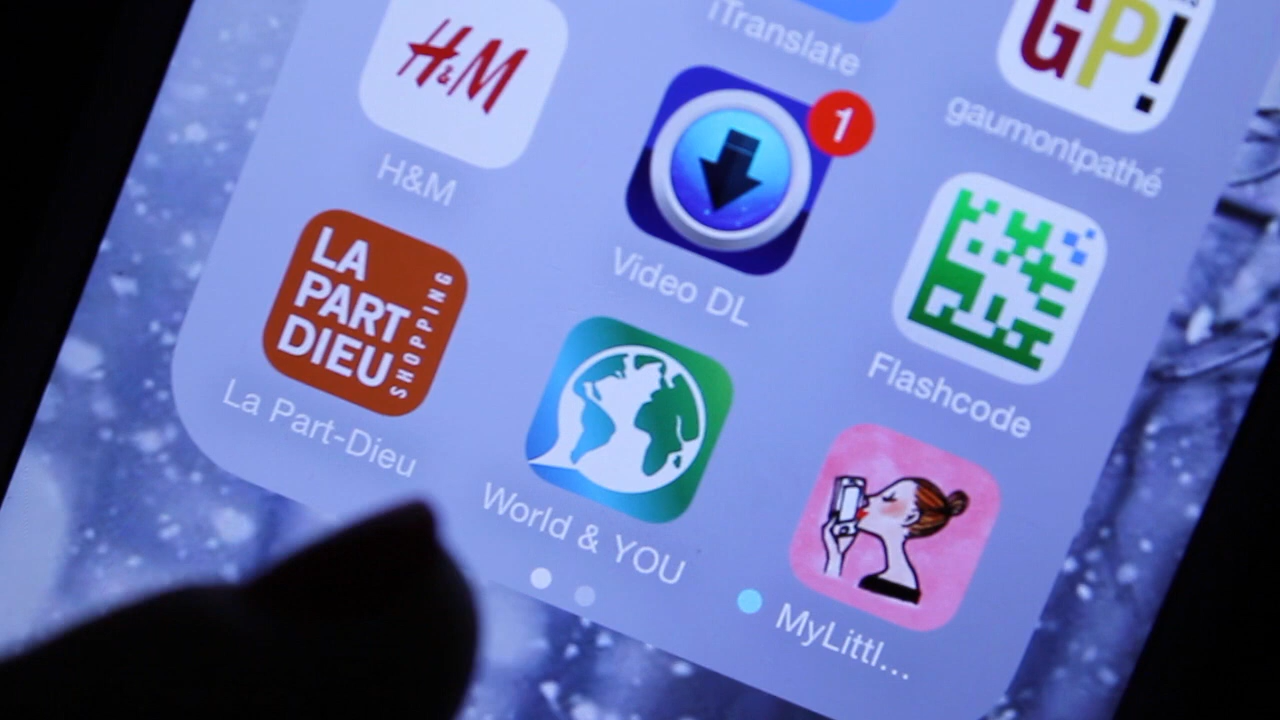 iTranslate
GP!
gaumontpathé
H&M
H&M
1
Video DL
Flashcode
LA
PART
DIEU
SHOPPING
La Part-Dieu
World & YOU
MyLittl...